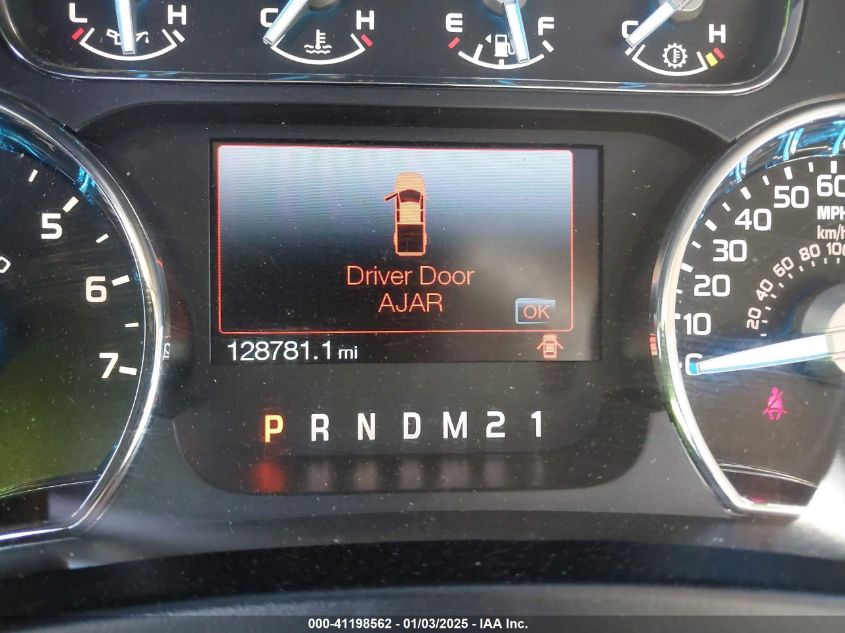 L H C H E F C H
Driver Door
AJAR
OK
128781.1 mi
P R N D M 2 1
5
6
7
0
10
20
30
40
50
60
MPH
km/h
20 40 60 80 100
000-41198562 - 01/03/2025 - IAA Inc.